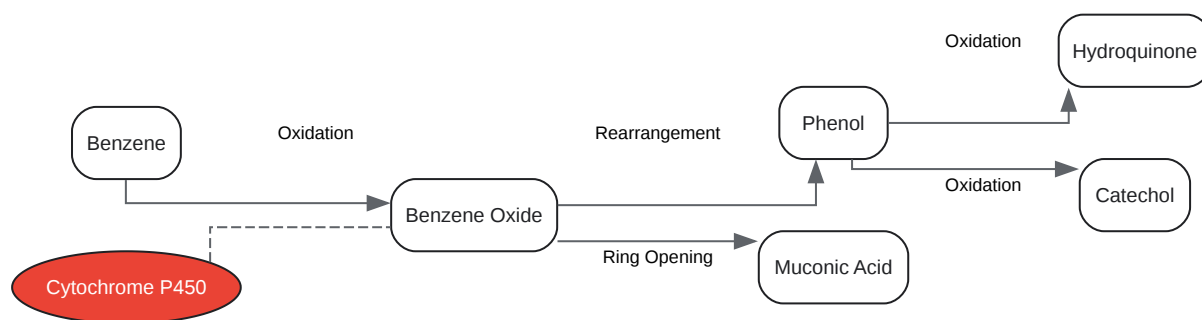 Oxidation
Hydroquinone
Benzene
Oxidation
Rearrangement
Phenol
Oxidation
Catechol
Benzene Oxide
Ring Opening
Muconic Acid
Cytochrome P450